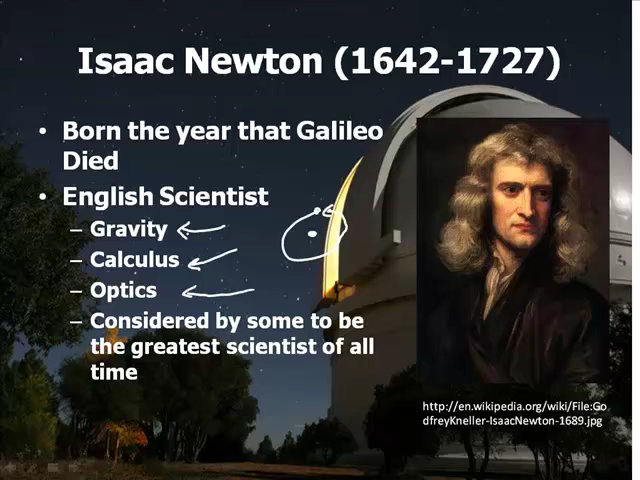 Isaac Newton (1642-1727)
• Born the year that Galileo
Died
• English Scientist
– Gravity
– Calculus
– Optics
– Considered by some to be
the greatest scientist of all
time
http://en.wikipedia.org/wiki/File:Go
dfreyKneller-IsaacNewton-1689.jpg